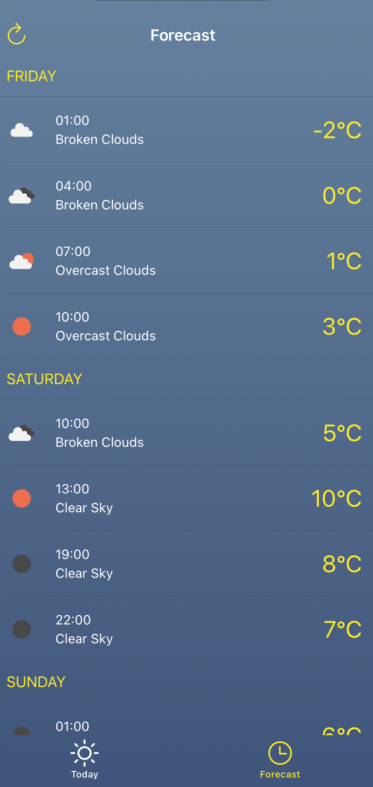 Forecast
FRIDAY
01:00
Broken Clouds
-2°C
04:00
Broken Clouds
0°C
07:00
Overcast Clouds
1°C
10:00
Overcast Clouds
3°C
SATURDAY
10:00
Broken Clouds
5°C
13:00
Clear Sky
10°C
19:00
Clear Sky
8°C
22:00
Clear Sky
7°C
SUNDAY
01:00
Today
Forecast